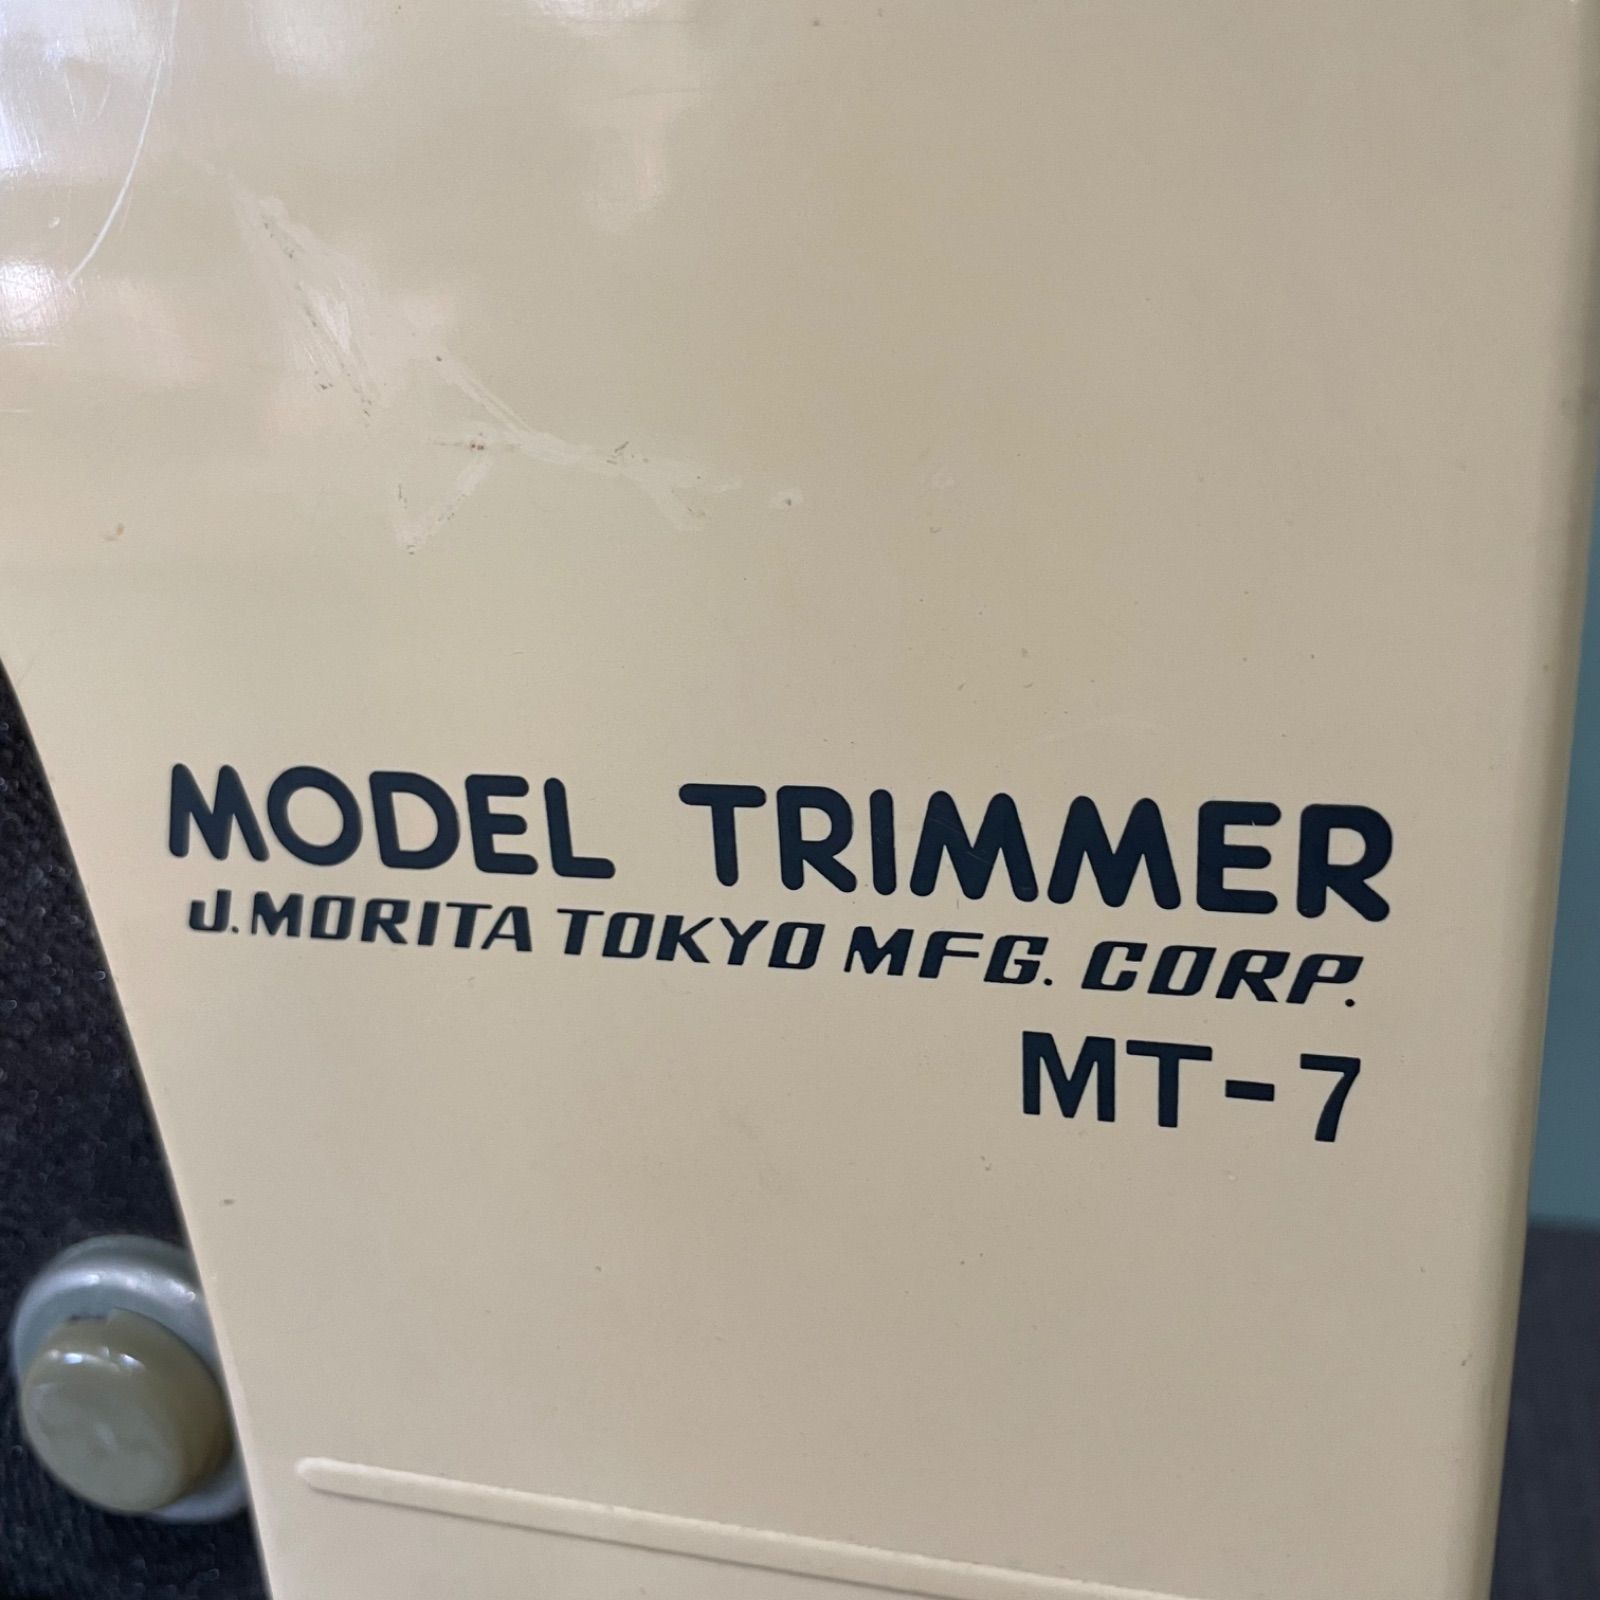 MODEL TRIMMER
J.MORITA TOKYO MFG. CORP.
MT-7